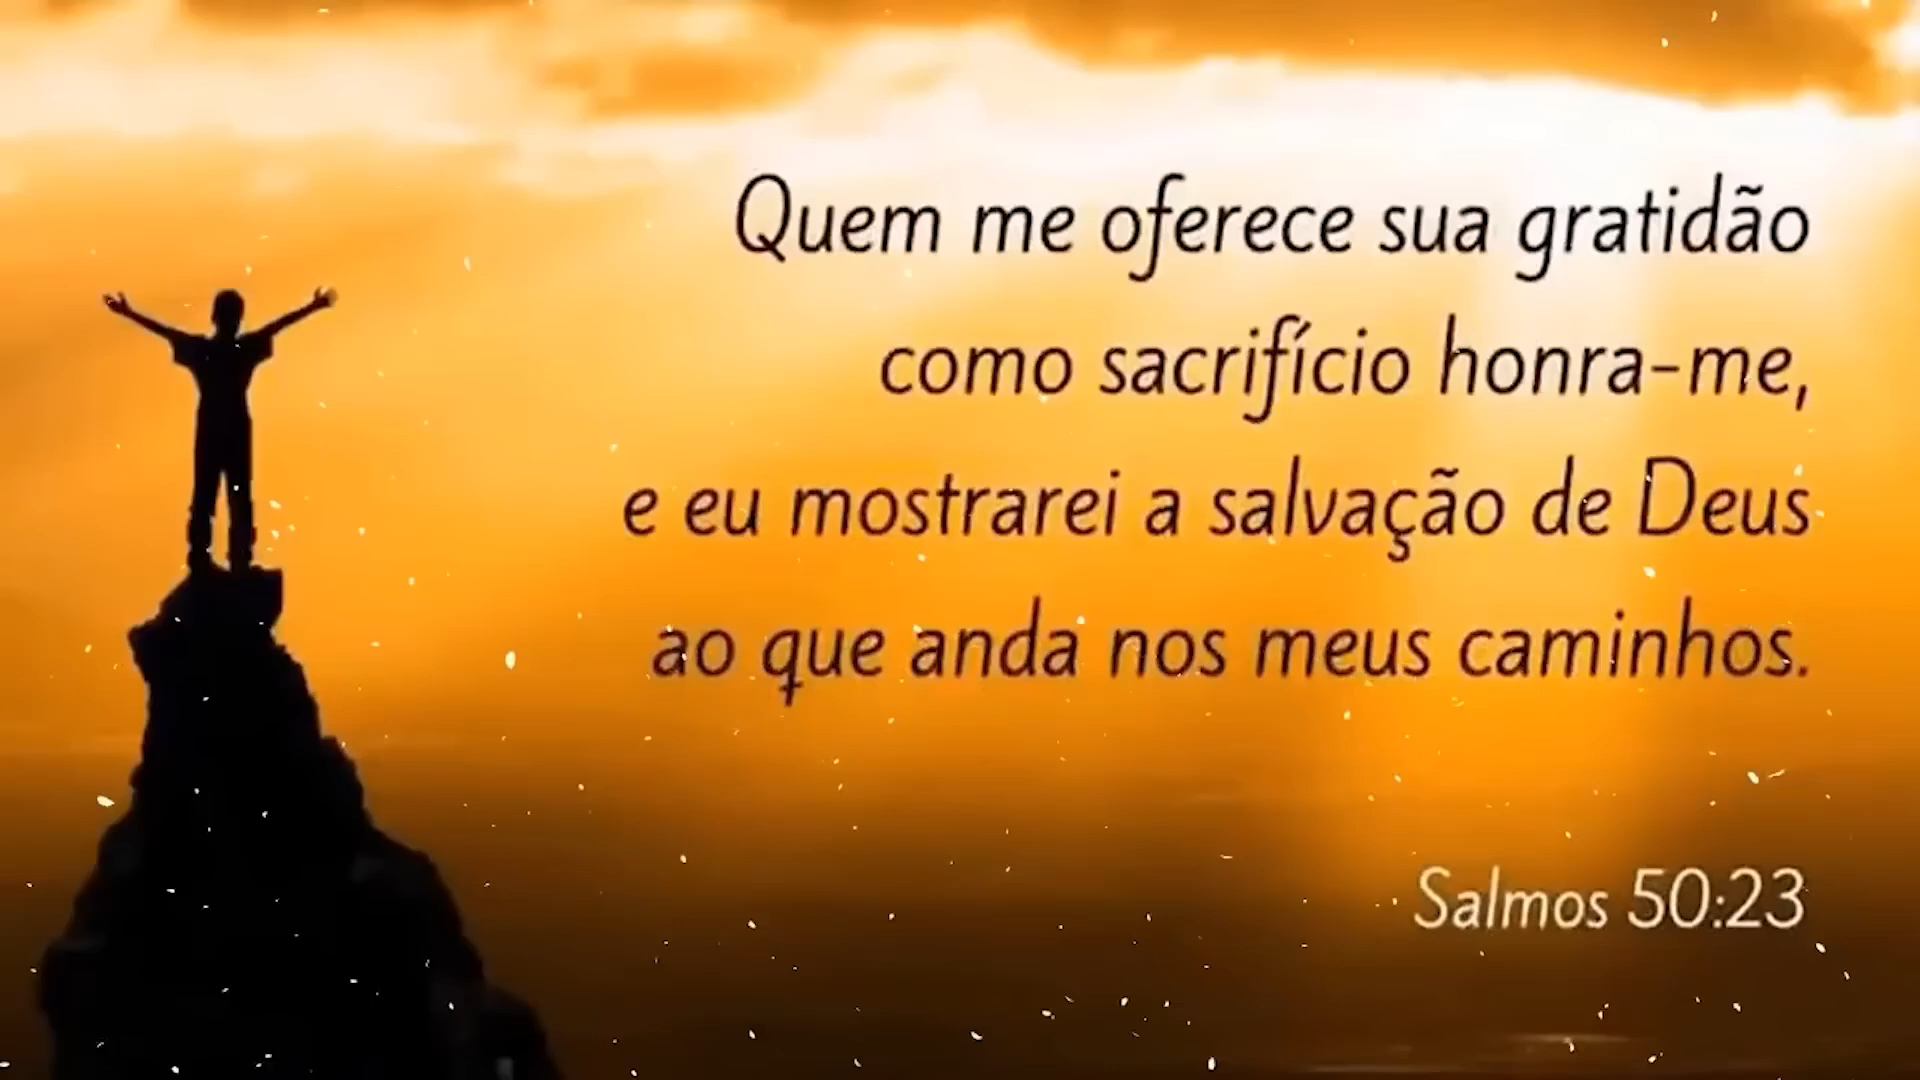 Quem me oferece sua gratidão
como sacrifício honra-me,
e eu mostrarei a salvação de Deus
ao que anda nos meus caminhos.
Salmos 50:23